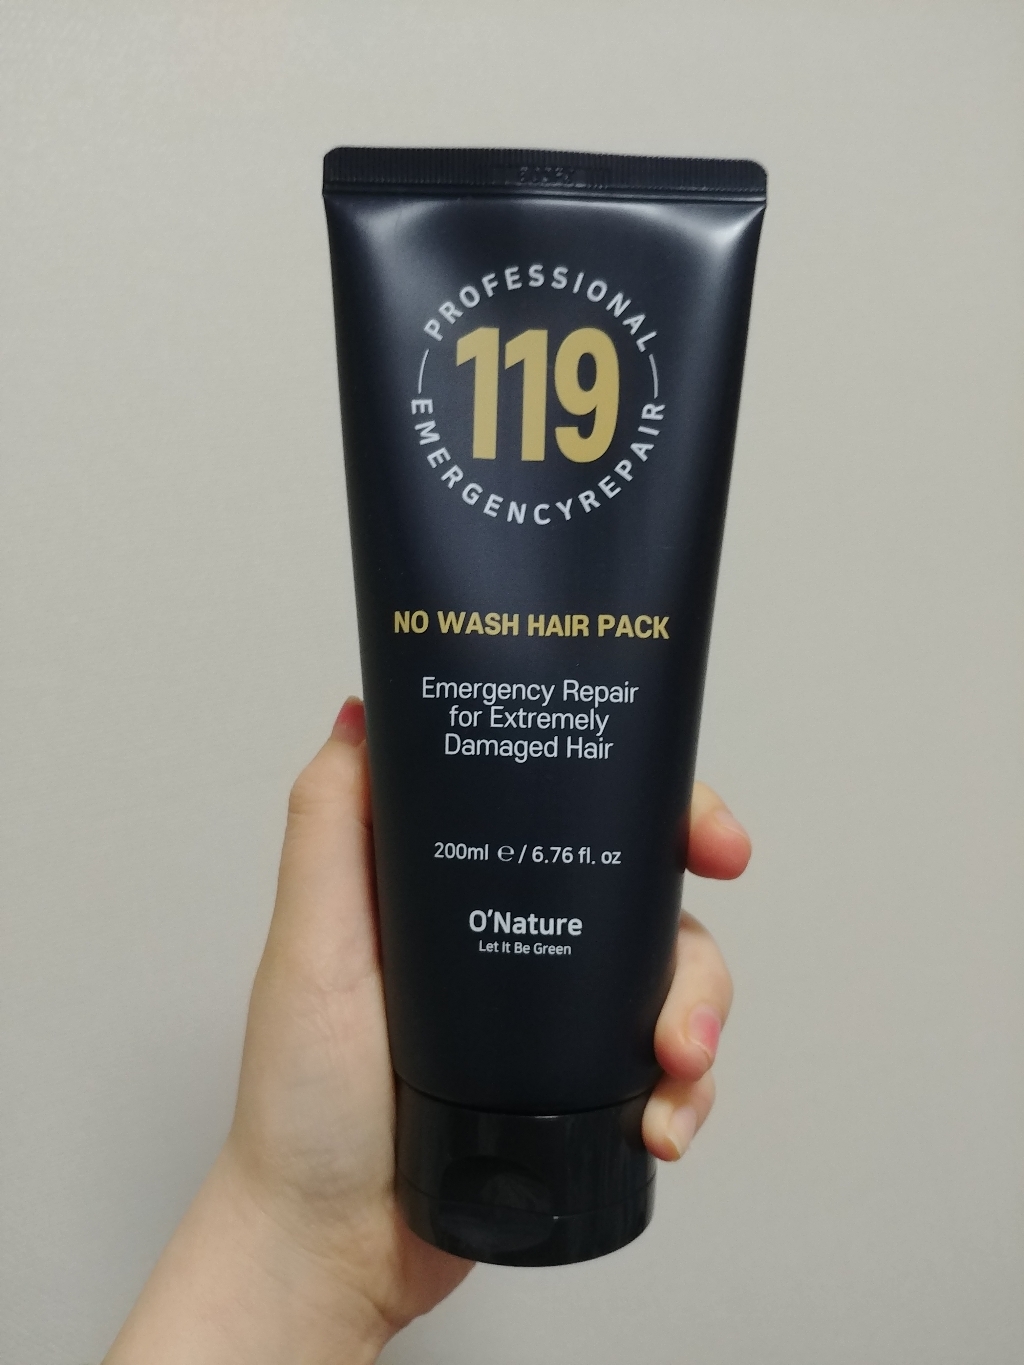 PROFESSIONAL
119
EMERGENCYREPAIR
NO WASH HAIR PACK
Emergency Repair
for Extremely
Damaged Hair
200ml ℮ / 6.76 fl. oz
O'Nature
Let It Be Green